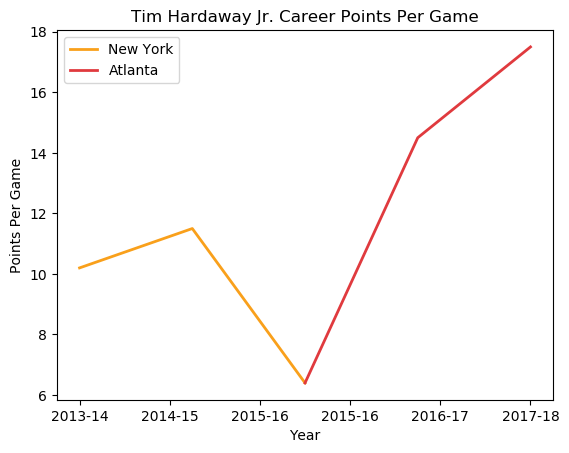 Tim Hardaway Jr. Career Points Per Game
New York
Atlanta
Points Per Game
18
16
14
12
10
8
6
2013-14 2014-15 2015-16 2015-16 2016-17 2017-18
Year